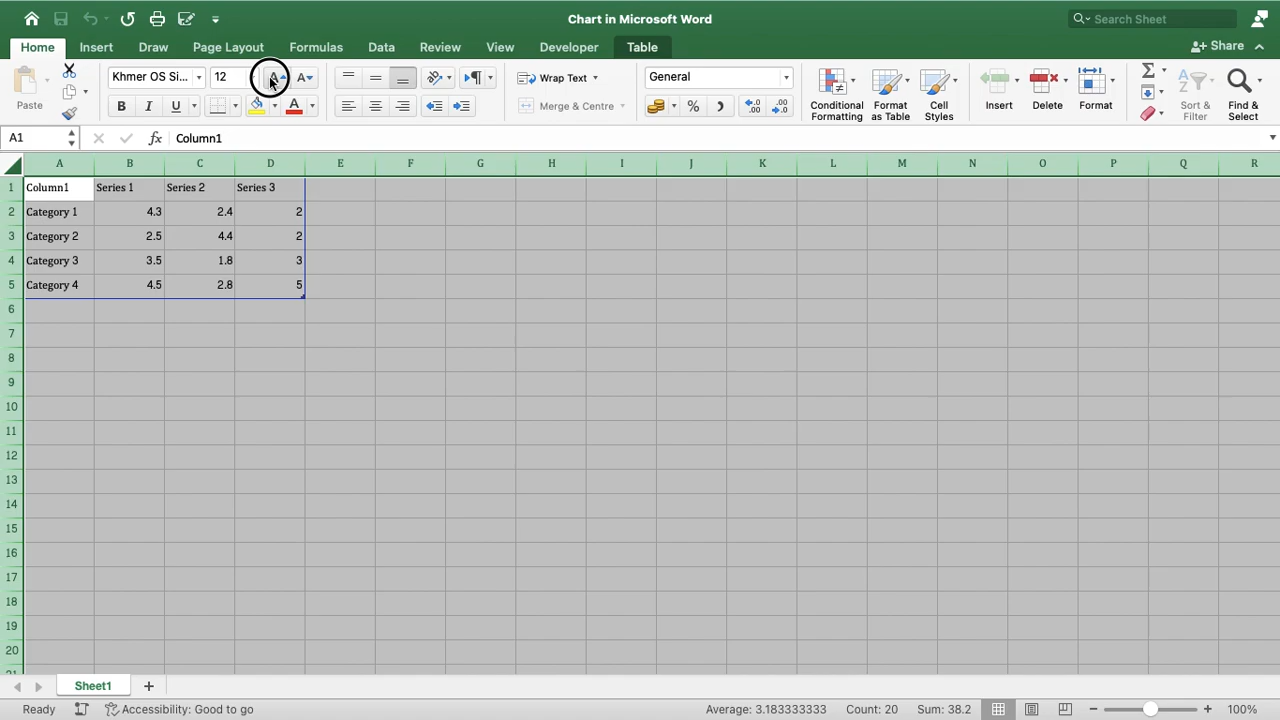 Chart in Microsoft Word
Search Sheet
Home Insert Draw Page Layout Formulas Data Review View Developer Table
Share
Paste
Khmer OS Si... 12
Wrap Text
Merge & Centre
General
Conditional Formatting
Format as Table
Cell Styles
Insert
Delete
Format
Sort & Filter
Find & Select
A1 fx Column1
A B C D E F G H I J K L M N O P Q R
1 Column1 Series 1 Series 2 Series 3
2 Category 1 4.3 2.4 2
3 Category 2 2.5 4.4 2
4 Category 3 3.5 1.8 3
5 Category 4 4.5 2.8 5
6
7
8
9
10
11
12
13
14
15
16
17
18
19
20
Sheet1
Ready Accessibility: Good to go Average: 3.183333333 Count: 20 Sum: 38.2 100%